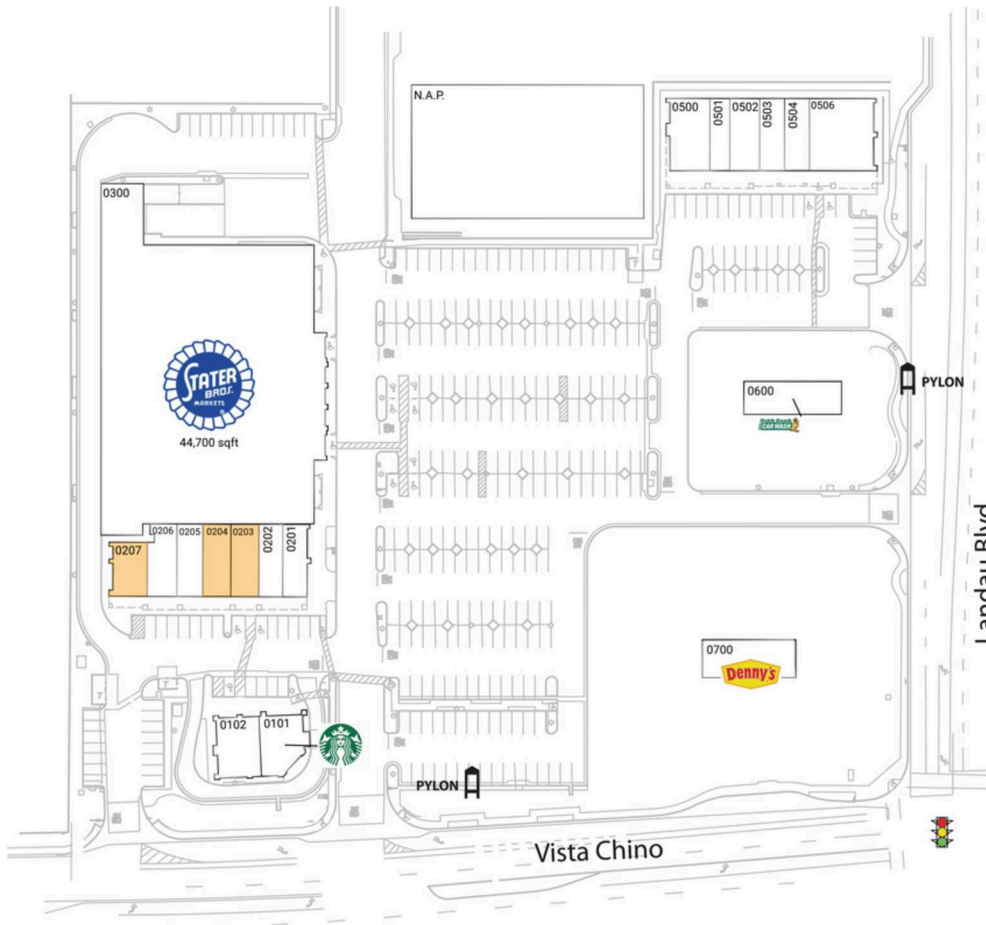 N.A.P.
0500
0501
0502
0503
0504
0506
0300
STATER
BROS.
MARKETS
44,700 sqft
PYLON
0600
CAR WASH
0207
0206
0205
0204
0203
0202
0201
Landau Blvd
0700
Denny's
0102
0101
PYLON
Vista Chino